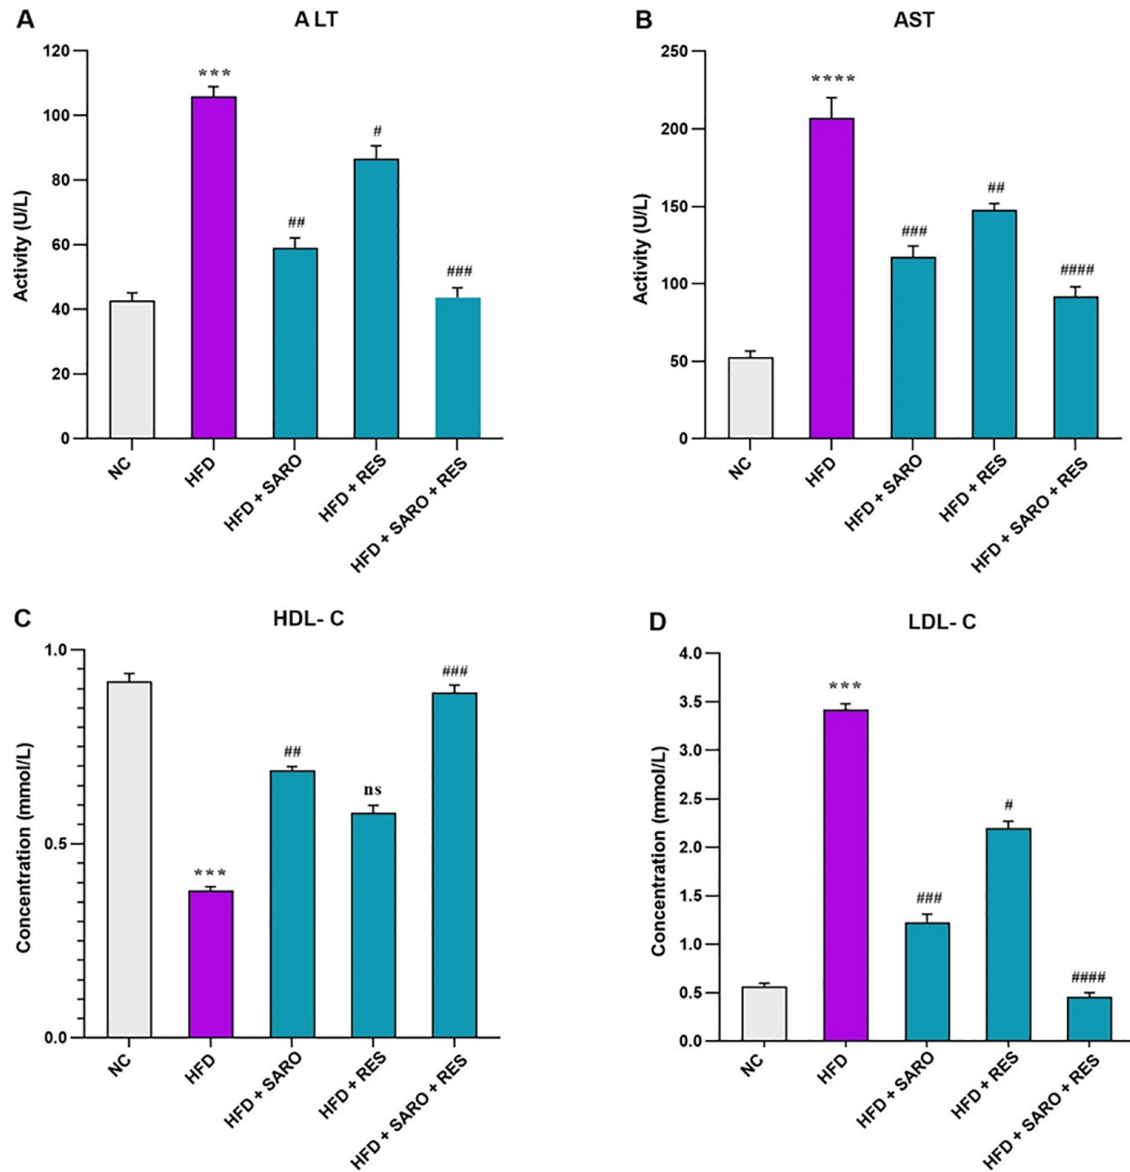 A
A LT
120
100
80
60
40
20
0
Activity (U/L)
***
##
#
###
NC
HFD
HFD + SARO
HFD + RES
HFD + SARO + RES
B
AST
250
200
150
100
50
0
Activity (U/L)
****
###
##
####
NC
HFD
HFD + SARO
HFD + RES
HFD + SARO + RES
C
HDL- C
1.0
0.5
0.0
Concentration (mmol/L)
***
##
ns
###
NC
HFD
HFD + SARO
HFD + RES
HFD + SARO + RES
D
LDL- C
4.0
3.5
3.0
2.5
2.0
1.5
1.0
0.5
0.0
Concentration (mmol/L)
***
###
#
####
NC
HFD
HFD + SARO
HFD + RES
HFD + SARO + RES